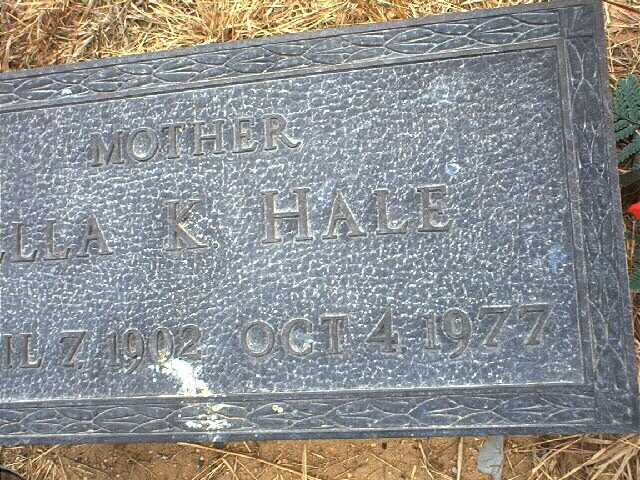 MOTHER
LLA K. HALE
IL 7, 1902 OCT. 4, 1977